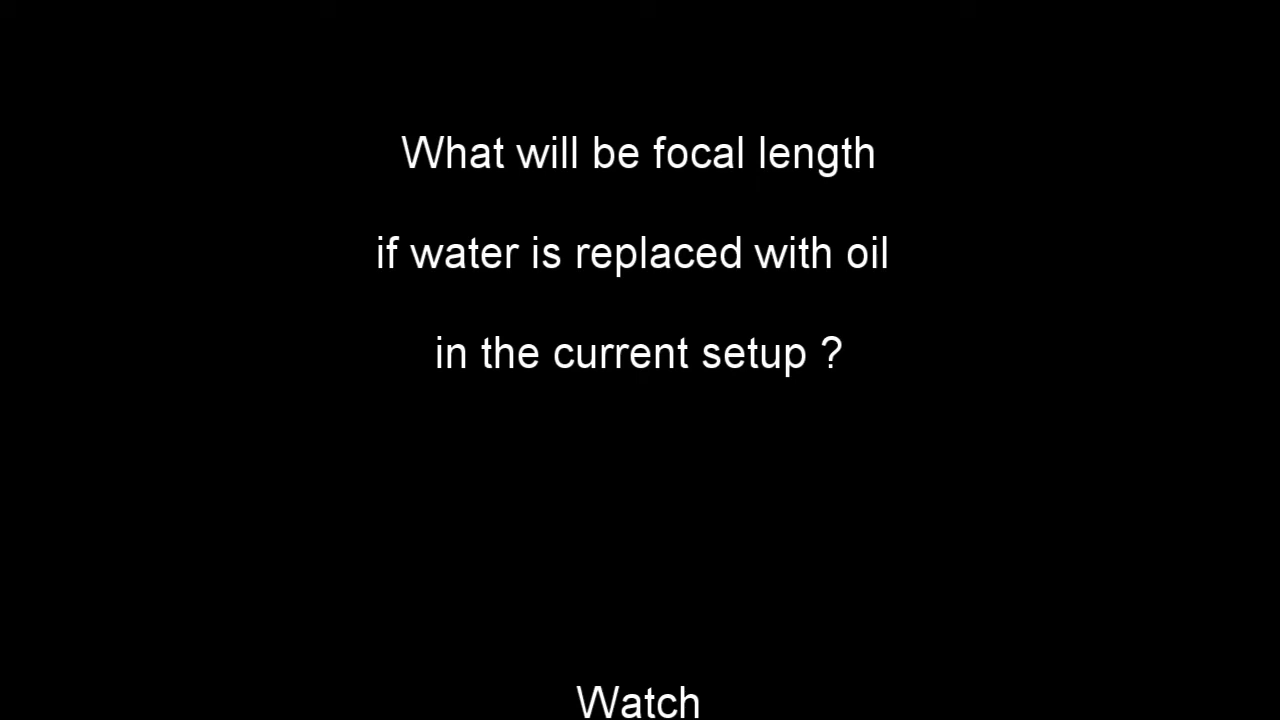 What will be focal length
if water is replaced with oil
in the current setup ?
Watch